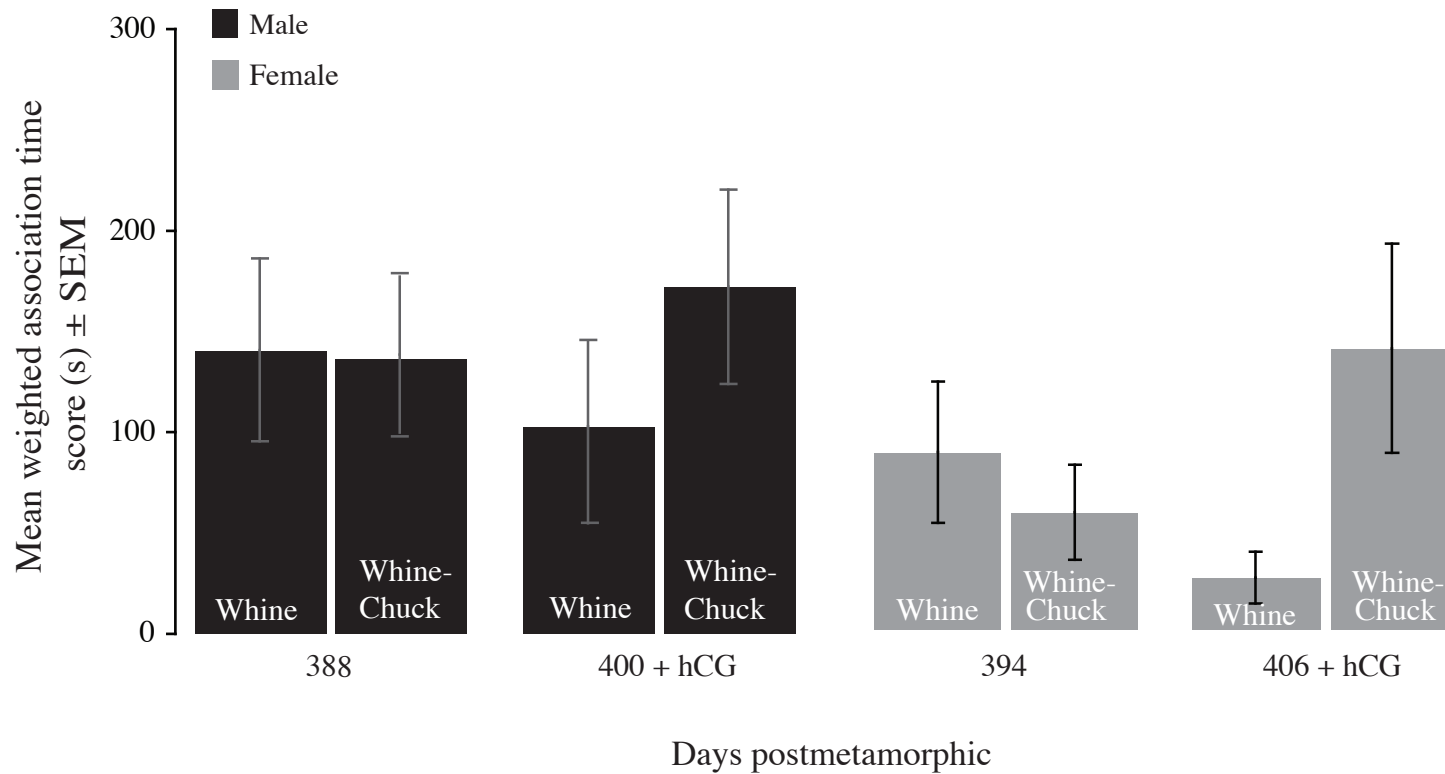 Mean weighted association time
score (s) ± SEM
300
200
100
0
Male
Female
Whine
Whine-
Chuck
Whine
Whine-
Chuck
Whine
Whine-
Chuck
Whine
Whine-
Chuck
388
400 + hCG
394
406 + hCG
Days postmetamorphic